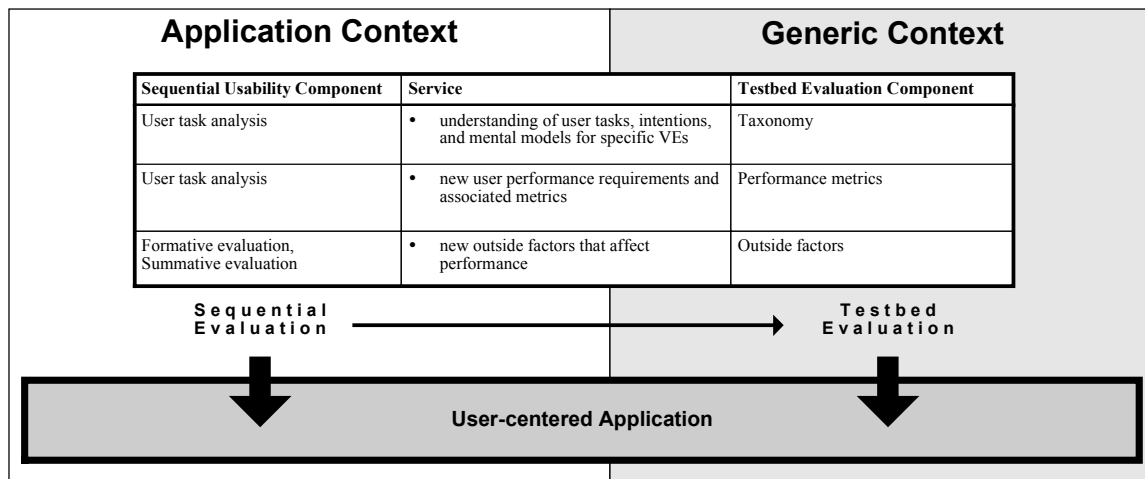 Application Context
Generic Context
Sequential Usability Component
Service
Testbed Evaluation Component
User task analysis
• understanding of user tasks, intentions,
and mental models for specific VEs
Taxonomy
User task analysis
• new user performance requirements and
associated metrics
Performance metrics
Formative evaluation,
Summative evaluation
• new outside factors that affect
performance
Outside factors
Sequential
Evaluation
Testbed
Evaluation
User-centered Application